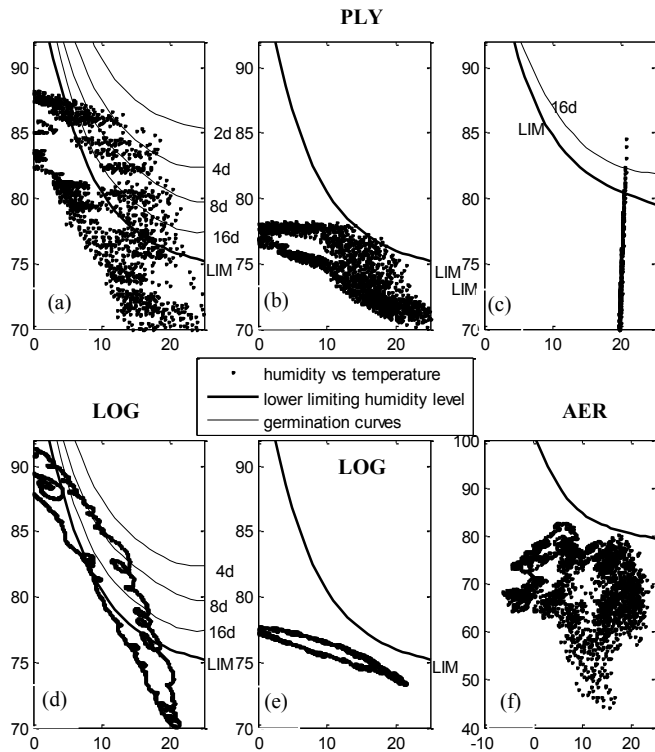 PLY
90
85
80
75
70
0
10
20
2d
4d
8d
16d
LIM
(a)
90
85
80
75
70
0
10
20
LIM
(b)
90
85
80
75
70
0
10
20
16d
LIM
LIM
(c)
humidity vs temperature
lower limiting humidity level
germination curves
LOG
90
85
80
75
70
0
10
20
4d
8d
16d
LIM
(d)
LOG
90
85
80
75
70
0
10
20
LIM
(e)
AER
100
90
80
70
60
50
40
-10
0
10
20
(f)